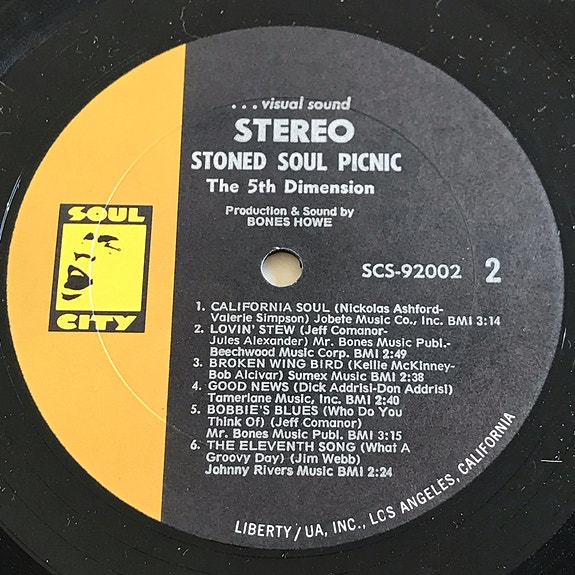 ...visual sound
STEREO
STONED SOUL PICNIC
The 5th Dimension
Production & Sound by
BONES HOWE
SOUL
CITY
SCS-92002 2
1. CALIFORNIA SOUL (Nickolas Ashford-
Valerie Simpson) Jobete Music Co., Inc. BMI 3:14
2. LOVIN' STEW (Jeff Comanor-
Jules Alexander) Mr. Bones Music Publ.-
Beechwood Music Corp. BMI 2:49
3. BROKEN WING BIRD (Kellie McKinney-
Bob Alcivar) Sumex Music BMI 2:38
4. GOOD NEWS (Dick Addrisi-Don Addrisi)
Tamerlane Music, Inc. BMI 2:40
5. BOBBIE'S BLUES (Who Do You
Think Of) (Jeff Comanor)
Mr. Bones Music Publ. BMI 3:15
6. THE ELEVENTH SONG (What A
Groovy Day) (Jim Webb)
Johnny Rivers Music BMI 2:24
LIBERTY/UA, INC., LOS ANGELES, CALIFORNIA